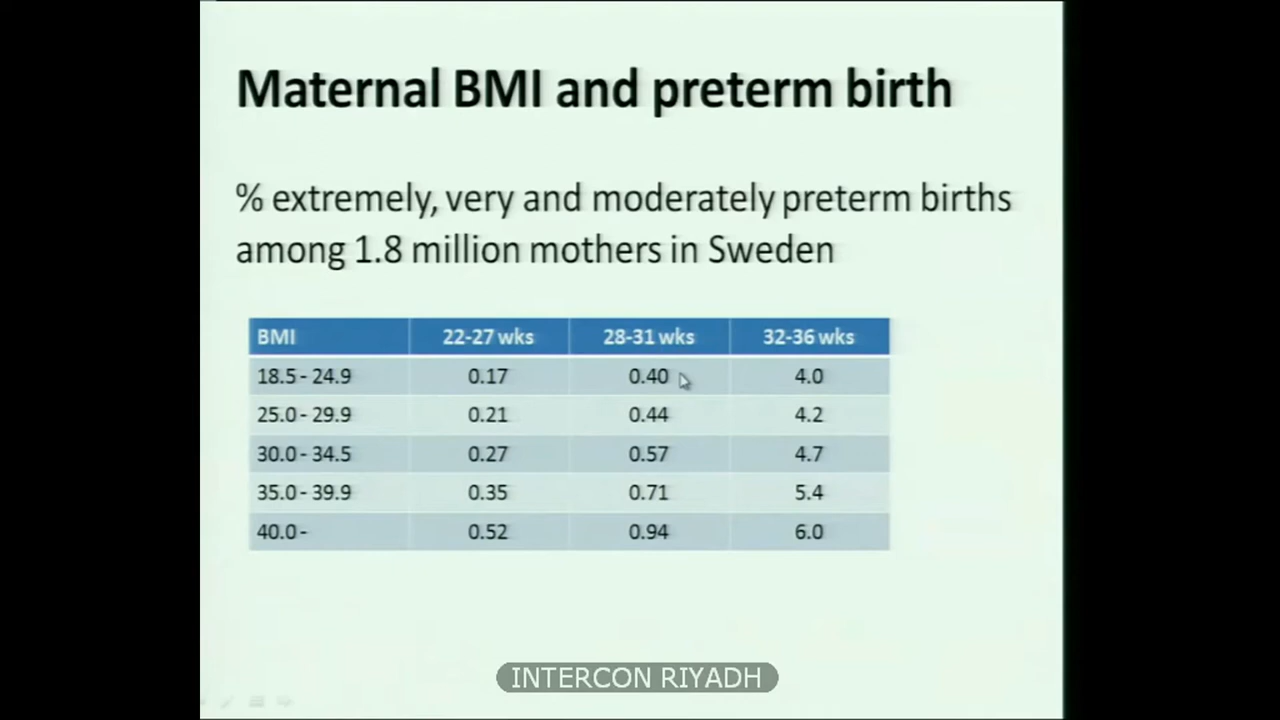 Maternal BMI and preterm birth
% extremely, very and moderately preterm births
among 1.8 million mothers in Sweden
BMI 22-27 wks 28-31 wks 32-36 wks
18.5 - 24.9 0.17 0.40 4.0
25.0 - 29.9 0.21 0.44 4.2
30.0 - 34.5 0.27 0.57 4.7
35.0 - 39.9 0.35 0.71 5.4
40.0 - 0.52 0.94 6.0
INTERCON RIYADH